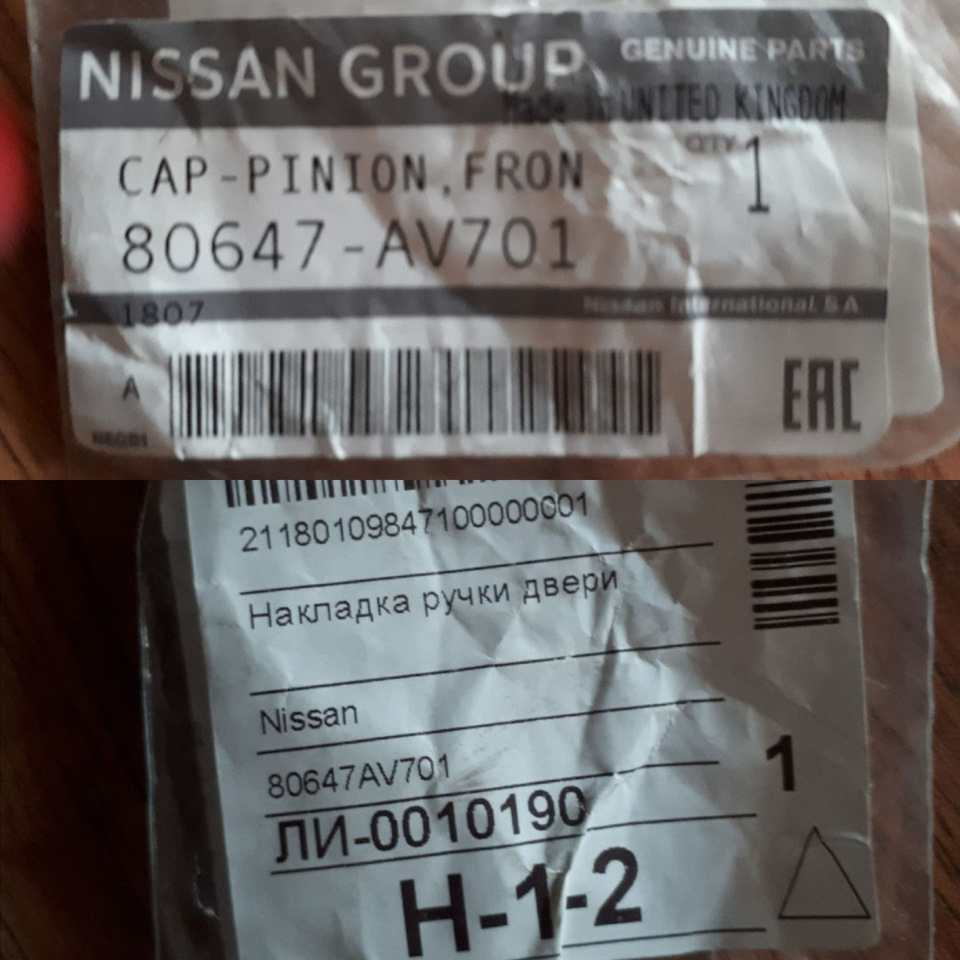 NISSAN GROUP GENUINE PARTS
Made in UNITED KINGDOM
CAP-PINION,FRON QTY 1
80647-AV701
1807 Nissan International, S.A
A
EAC
21180109847100000001
Накладка ручки двери
Nissan
80647AV701 1
ЛИ-0010190
Н-1-2